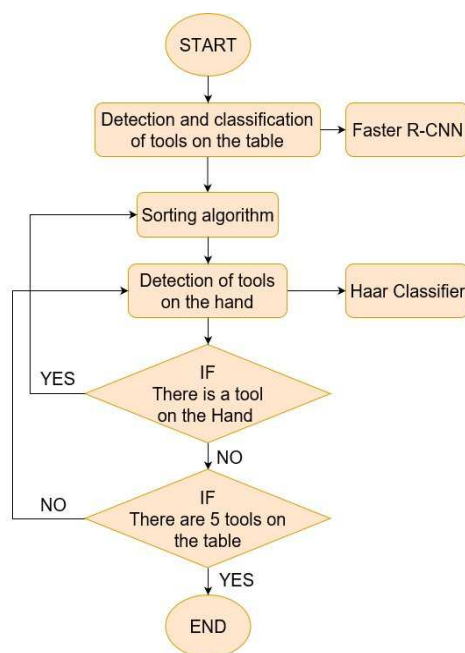 START
Detection and classification
of tools on the table
Faster R-CNN
Sorting algorithm
Detection of tools
on the hand
Haar Classifier
IF
There is a tool
on the Hand
YES
NO
IF
There are 5 tools on
the table
NO
YES
END